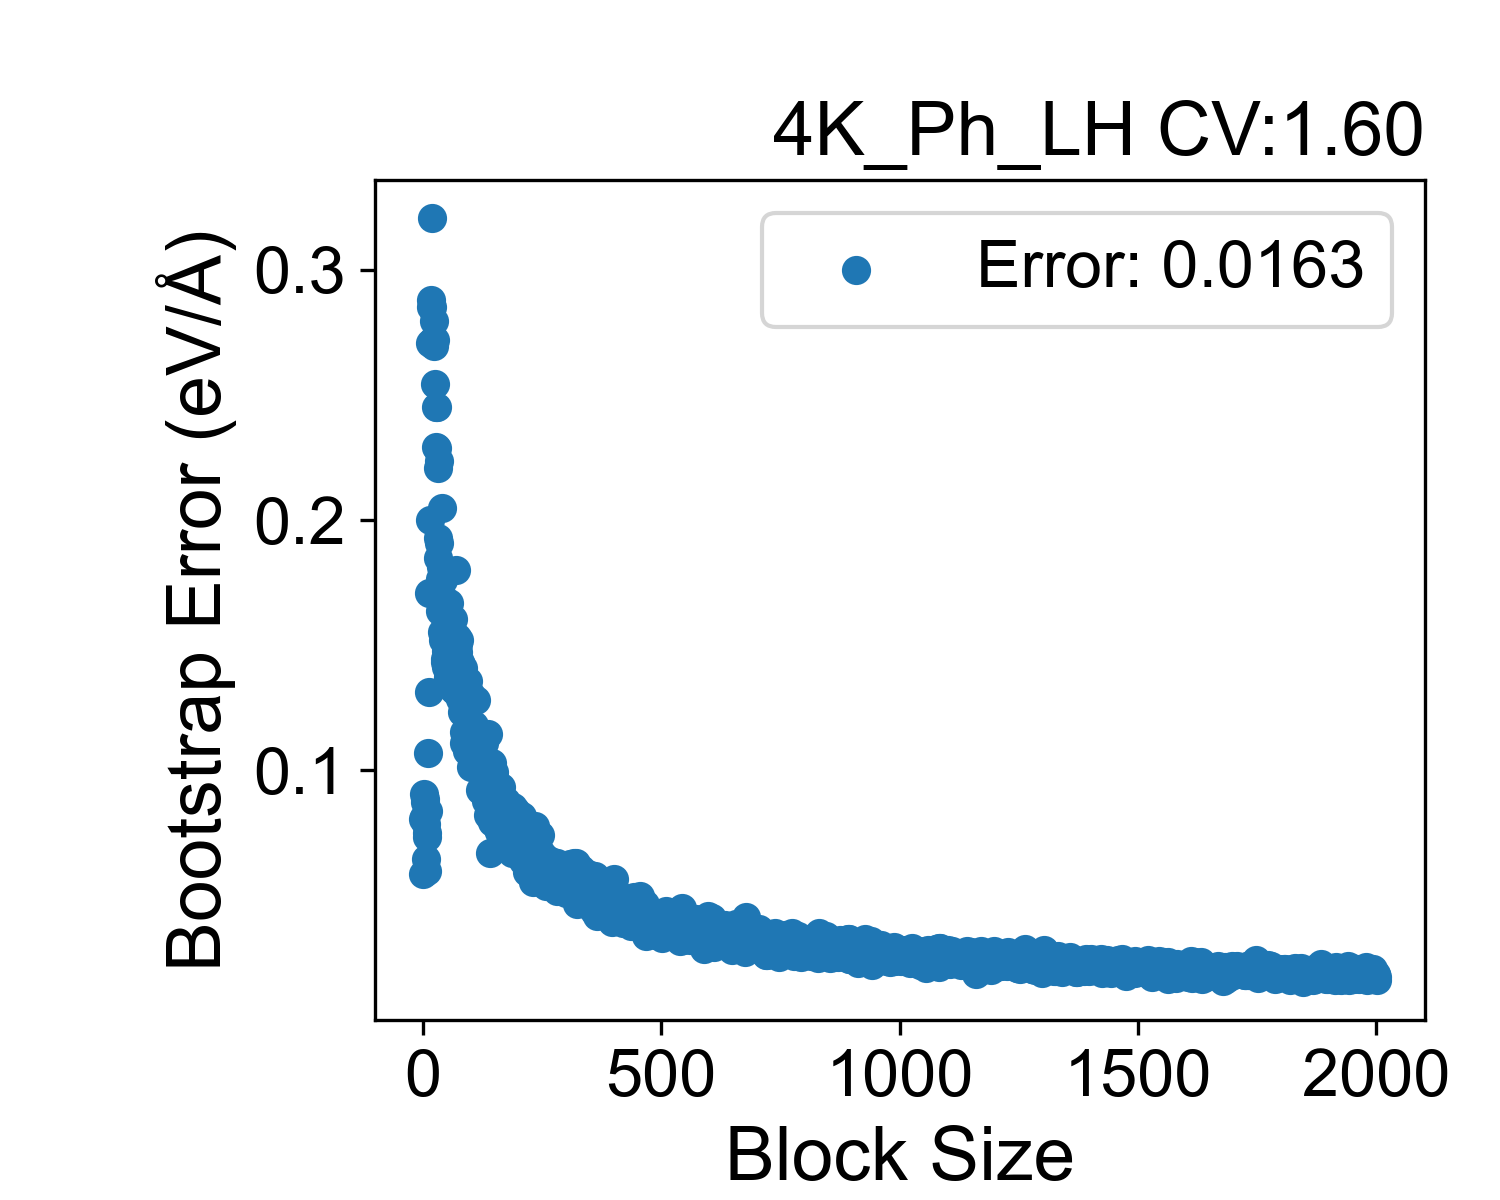 4K_Ph_LH CV:1.60
Error: 0.0163
Bootstrap Error (eV/Å)
0.3
0.2
0.1
0 500 1000 1500 2000
Block Size